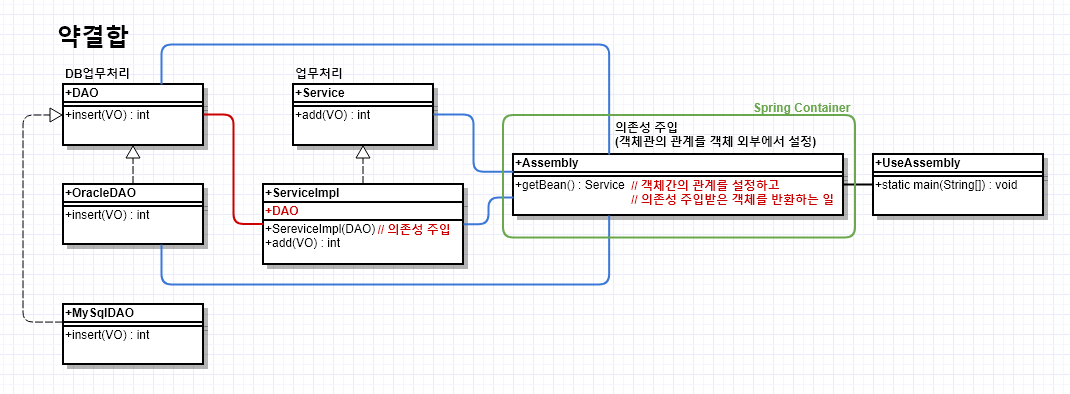 약결합
DB업무처리
+DAO
+insert(VO) : int
업무처리
+Service
+add(VO) : int
Spring Container
의존성 주입
(객체관의 관계를 객체 외부에서 설정)
+Assembly
+getBean() : Service // 객체간의 관계를 설정하고
// 의존성 주입받은 객체를 반환하는 일
+UseAssembly
+static main(String[]) : void
+OracleDAO
+insert(VO) : int
+ServiceImpl
+DAO
+SereviceImpl(DAO) // 의존성 주입
+add(VO) : int
+MySqlDAO
+insert(VO) : int